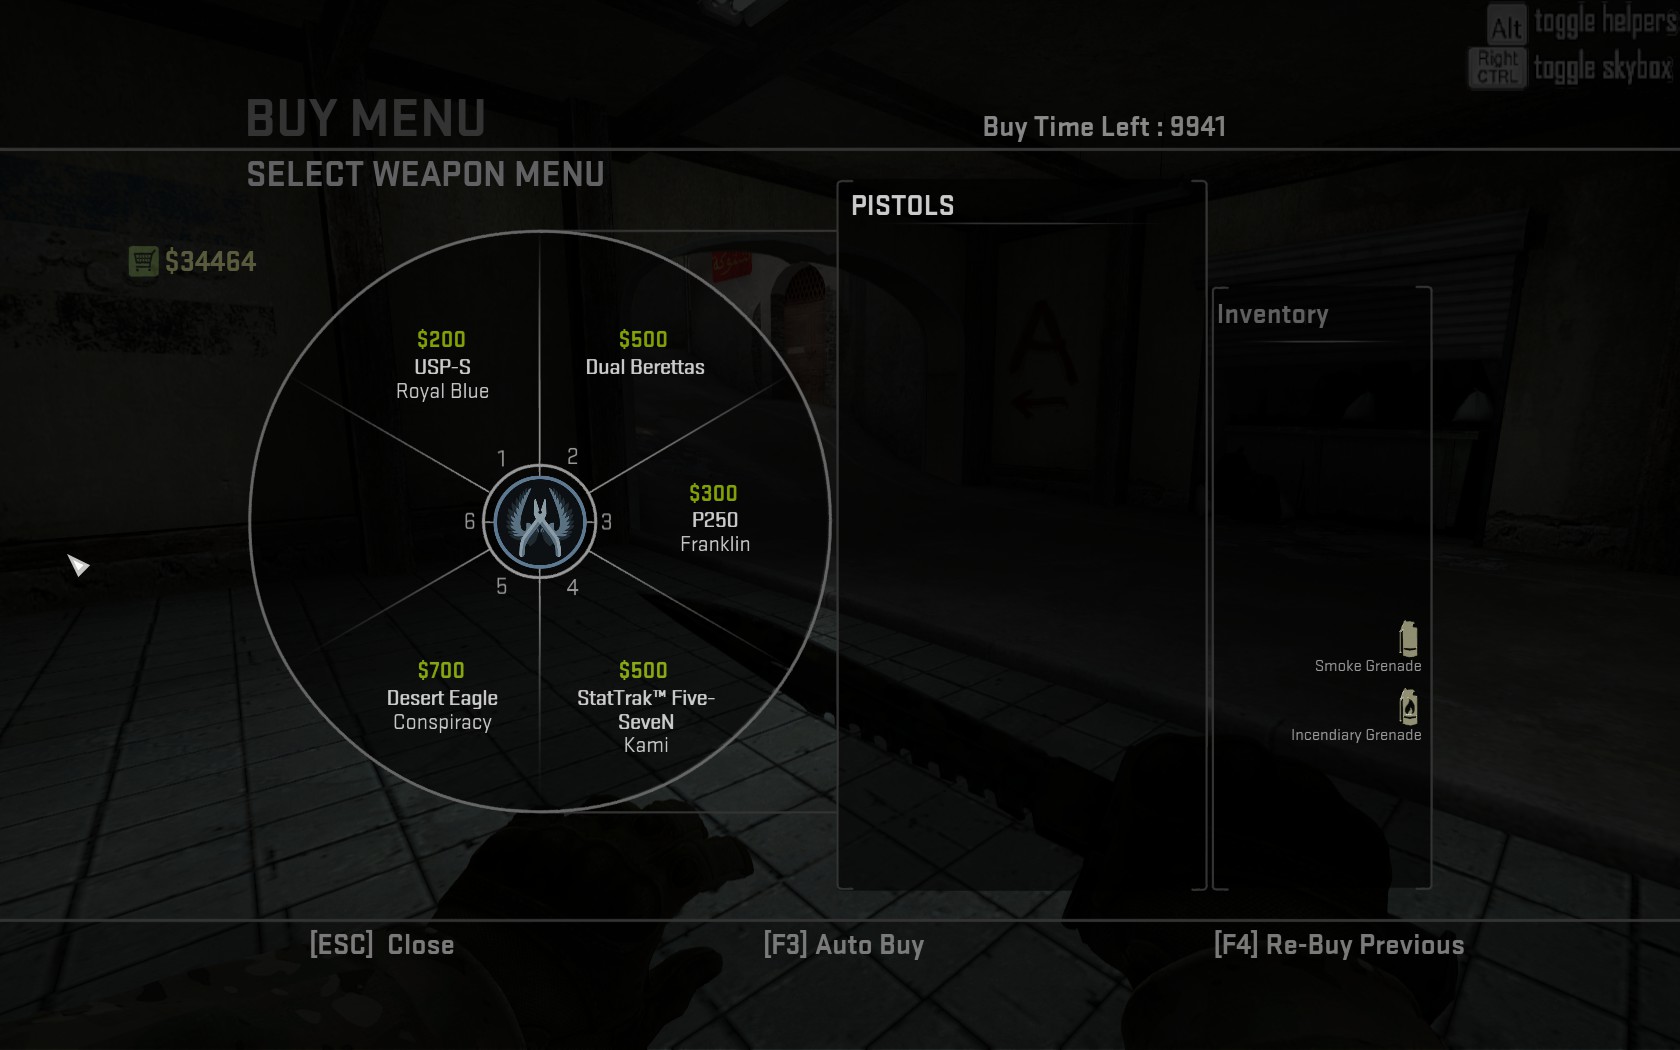 Alt toggle helpers
Right CTRL toggle skybox
BUY MENU
Buy Time Left : 9941
SELECT WEAPON MENU
$34464
PISTOLS
Inventory
$200
USP-S
Royal Blue
$500
Dual Berettas
1
2
$300
P250
Franklin
6
3
5
4
$700
Desert Eagle
Conspiracy
$500
StatTrak™ Five-
SeveN
Kami
Smoke Grenade
Incendiary Grenade
A
[ESC] Close
[F3] Auto Buy
[F4] Re-Buy Previous